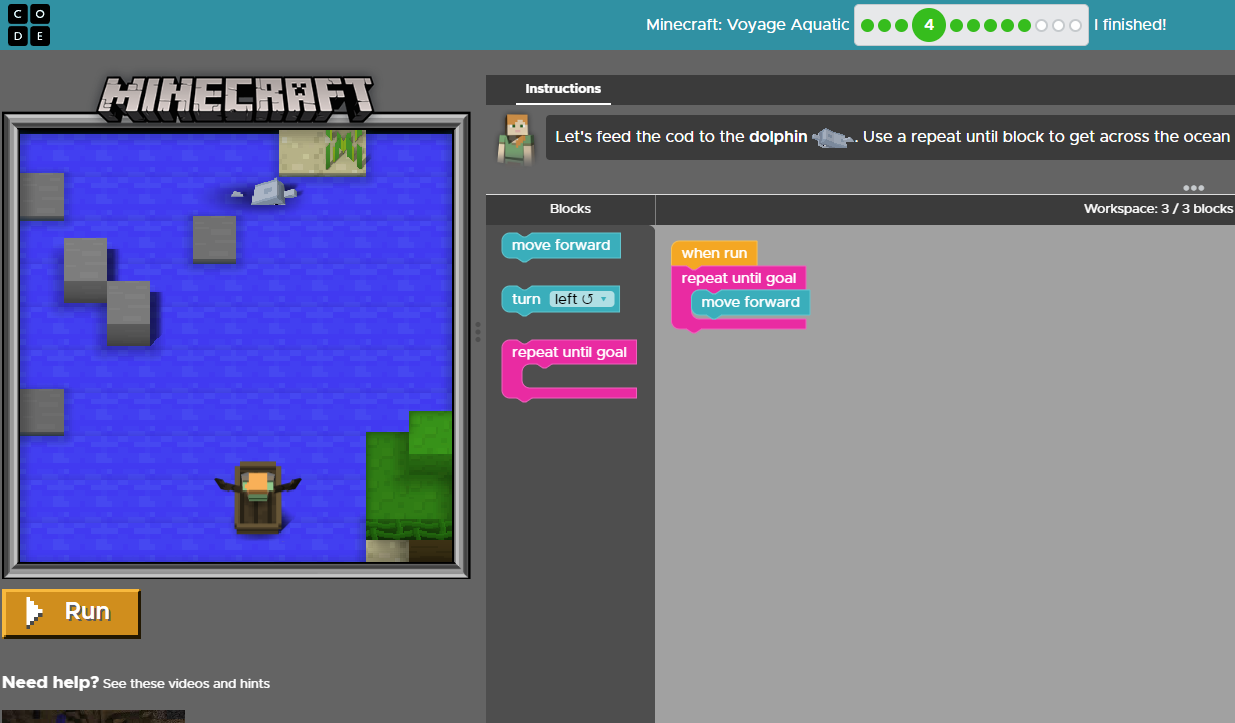 C O
D E
Minecraft: Voyage Aquatic
4
I finished!
MINECRAFT
Instructions
Let's feed the cod to the dolphin . Use a repeat until block to get across the ocean
Blocks
Workspace: 3 / 3 blocks
move forward
turn left ↺
repeat until goal
when run
repeat until goal
move forward
Run
Need help? See these videos and hints